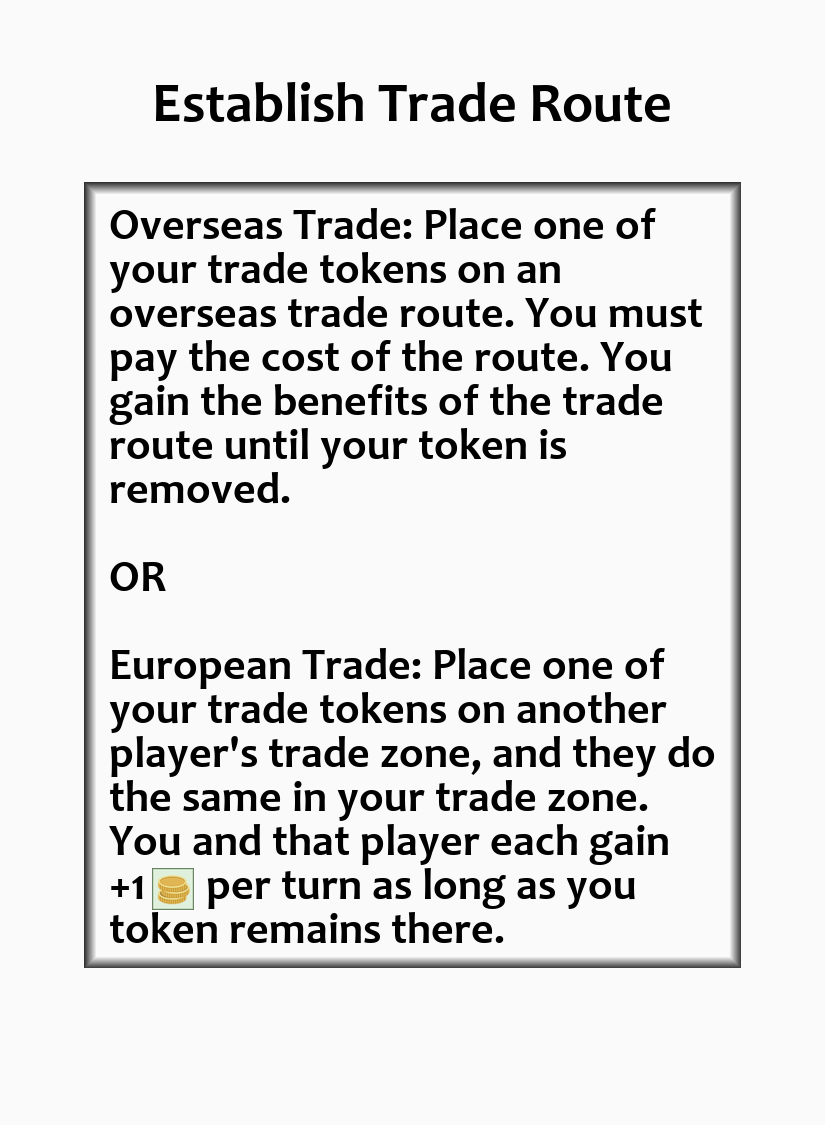 Establish Trade Route
Overseas Trade: Place one of
your trade tokens on an
overseas trade route. You must
pay the cost of the route. You
gain the benefits of the trade
route until your token is
removed.
OR
European Trade: Place one of
your trade tokens on another
player's trade zone, and they do
the same in your trade zone.
You and that player each gain
+1 per turn as long as you
token remains there.